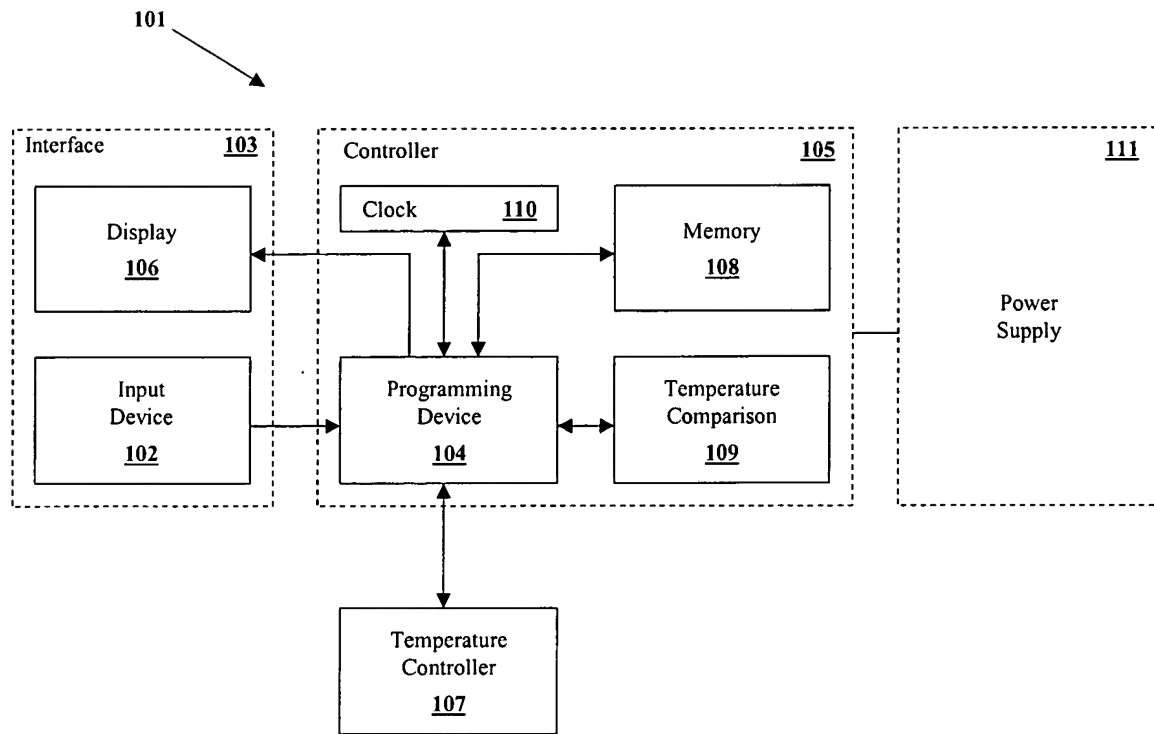 101
Interface 103
Display
106
Input
Device
102
Controller 105
Clock 110
Memory
108
Programming
Device
104
Temperature
Comparison
109
111
Power
Supply
Temperature
Controller
107